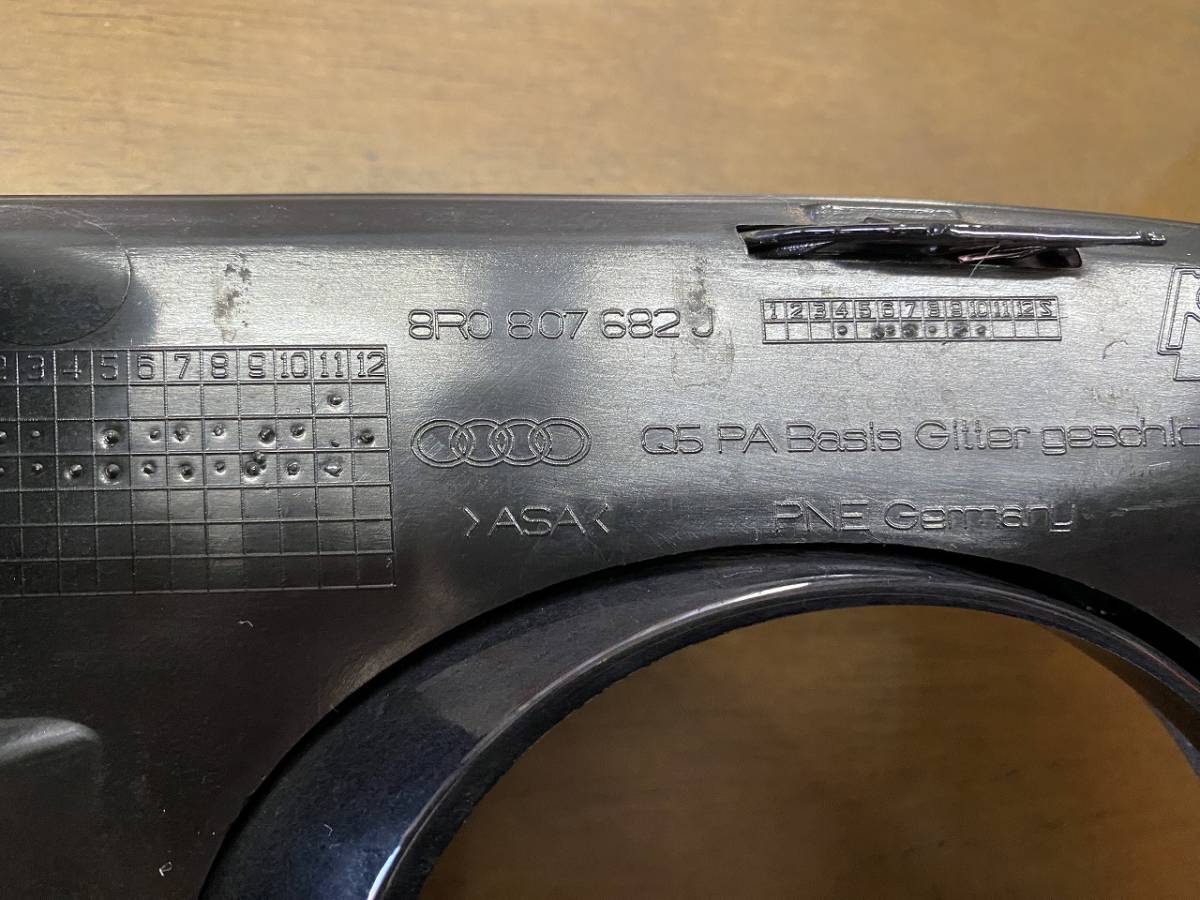 8R0 807 682 J
1 2 3 4 5 6 7 8 9 10 11 12 S
3 4 5 6 7 8 9 10 11 12
Q5 PA Basis Gitter geschlo
>ASA<
PNE Germany